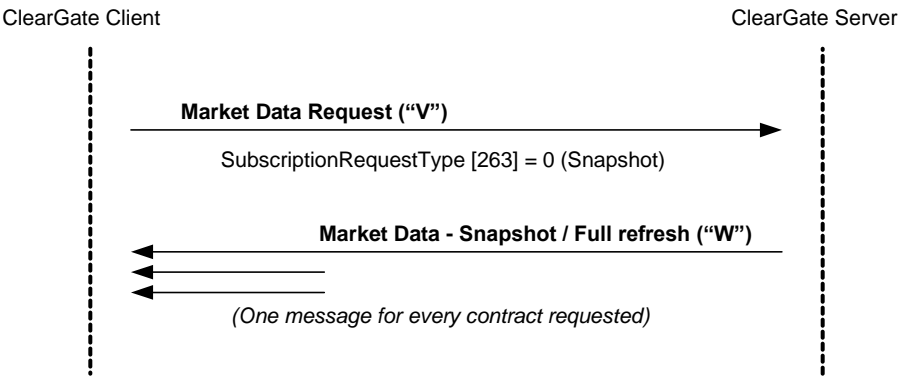 ClearGate Client
ClearGate Server
Market Data Request (“V”)
SubscriptionRequestType [263] = 0 (Snapshot)
Market Data - Snapshot / Full refresh (“W”)
(One message for every contract requested)